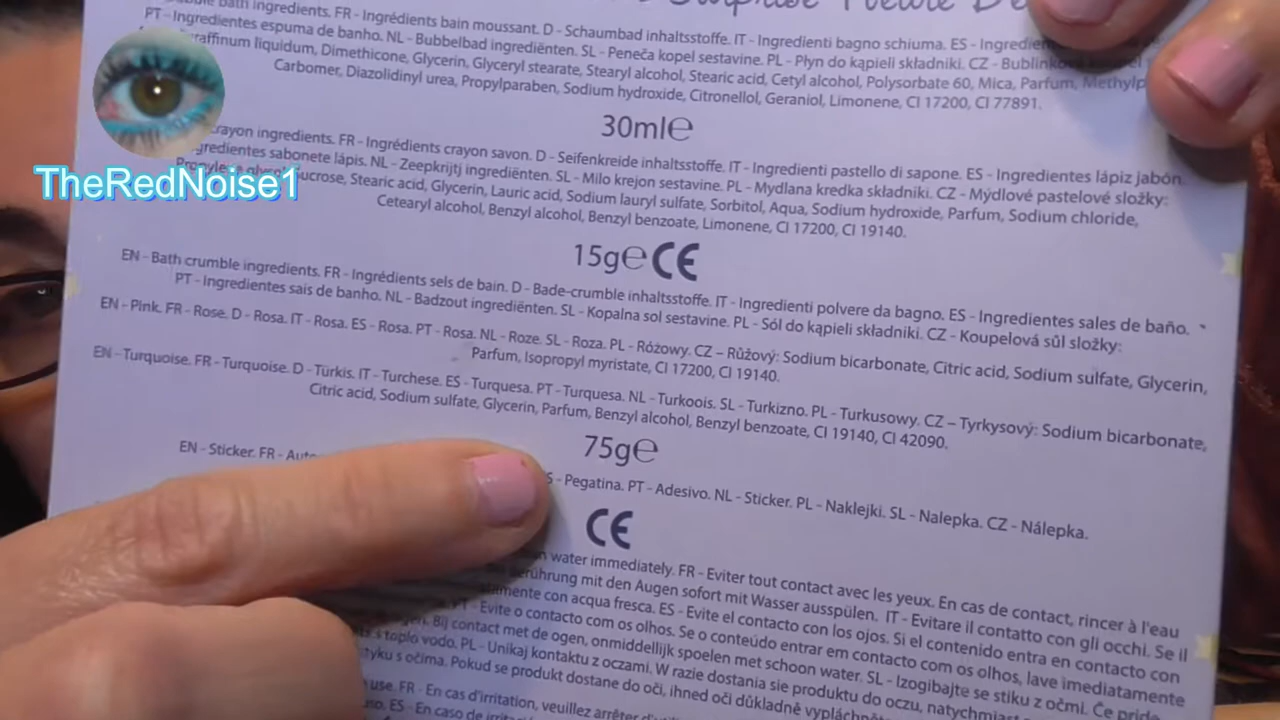 bath ingredients. FR - Ingrédients bain moussant. D - Schaumbad inhaltsstoffe. IT - Ingredienti bagno schiuma. ES -
PT - Ingredientes espuma de banho. NL - Bubbelbad ingrediënten. SL - Peneča kopel sestavine. PL - Płyn do kąpieli składniki. CZ -
liquidum, Dimethicone, Glycerin, Glyceryl stearate, Stearyl alcohol, Stearic acid, Cetyl alcohol, Polysorbate 60, Mica, Parfum,
Carbomer, Diazolidinyl urea, Propylparaben, Sodium hydroxide, Citronellol, Geraniol, Limonene, CI 17200, CI 77891.
30ml℮
crayon ingredients. FR - Ingrédients crayon savon. D - Seifenkreide inhaltsstoffe. IT - Ingredienti pastello di sapone. ES - Ingredientes lápiz jabón.
sabonete lápis. NL - Zeepkrijtj ingrediënten. SL - Milo krejon sestavine. PL - Mydlana kredka składniki. CZ - Mýdlové pastelové složky:
TheRedNoise1
Sucrose, Stearic acid, Glycerin, Lauric acid, Sodium lauryl sulfate, Sorbitol, Aqua, Sodium hydroxide, Parfum, Sodium chloride,
Cetearyl alcohol, Benzyl alcohol, Benzyl benzoate, Limonene, CI 17200, CI 19140.
15g℮ CE
EN - Bath crumble ingredients. FR - Ingrédients sels de bain. D - Bade-crumble inhaltsstoffe. IT - Ingredienti polvere da bagno. ES - Ingredientes sales de baño.
PT - Ingredientes sais de banho. NL - Badzout ingrediënten. SL - Kopalna sol sestavine. PL - Sól do kąpieli składniki. CZ - Koupelová sůl složky:
EN - Pink. FR - Rose. D - Rosa. IT - Rosa. ES - Rosa. PT - Rosa. NL - Roze. SL - Roza. PL - Różowy. CZ – Růžový: Sodium bicarbonate, Citric acid, Sodium sulfate, Glycerin,
Parfum, Isopropyl myristate, CI 17200, CI 19140.
EN - Turquoise. FR - Turquoise. D - Türkis. IT - Turchese. ES - Turquesa. PT - Turquesa. NL - Turkoois. SL - Turkizno. PL - Turkusowy. CZ – Tyrkysový: Sodium bicarbonate,
Citric acid, Sodium sulfate, Glycerin, Parfum, Benzyl alcohol, Benzyl benzoate, CI 19140, CI 42090.
75g℮
EN - Sticker. FR - - Pegatina. PT - Adesivo. NL - Sticker. PL - Naklejki. SL - Nalepka. CZ - Nálepka.
CE
water immediately. FR - Eviter tout contact avec les yeux. En cas de contact, rincer à l'eau
mit den Augen sofort mit Wasser ausspülen. IT - Evitare il contatto con gli occhi. Se il
con acqua fresca. ES - Evite el contacto con los ojos. Si el contenido entra en contacto con
- Evite o contacto com os olhos. Se o conteúdo entrar em contacto com os olhos, lave imediatamente
Bij contact met de ogen, onmiddellijk spoelen met schoon water. SL - Izogibajte se stiku z očmi. Če pride
s toplo vodo. PL - Unikaj kontaktu z oczami. W razie dostania sie produktu do oczu,
s očima. Pokud se produkt dostane do oči, ihned oči důkladně
use. FR - En cas d'irritation, veuillez arrêter
ES - En caso de